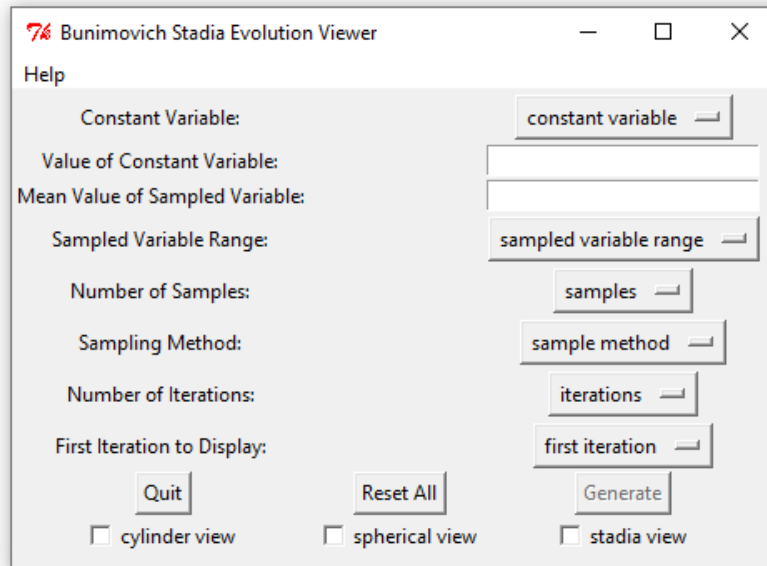 Bunimovich Stadia Evolution Viewer
Help
Constant Variable: constant variable
Value of Constant Variable:
Mean Value of Sampled Variable:
Sampled Variable Range: sampled variable range
Number of Samples: samples
Sampling Method: sample method
Number of Iterations: iterations
First Iteration to Display: first iteration
Quit Reset All Generate
cylinder view spherical view stadia view